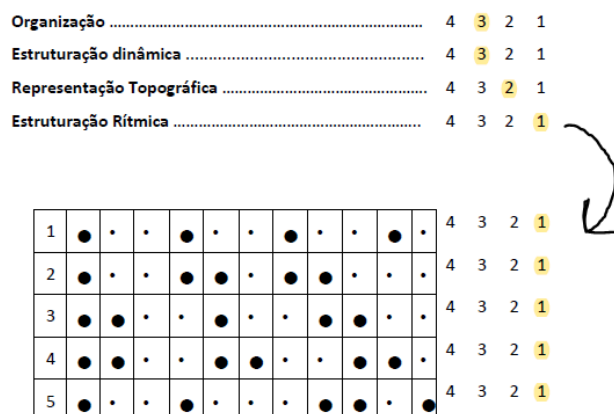 Organização ........................................................................ 4 3 2 1
Estruturação dinâmica ........................................................ 4 3 2 1
Representação Topográfica ................................................ 4 3 2 1
Estruturação Rítmica .......................................................... 4 3 2 1
1 ● • • ● • • ● • • ● • 4 3 2 1
2 ● • • ● ● • ● ● • • • 4 3 2 1
3 ● ● • • ● • • ● ● • • 4 3 2 1
4 ● ● • • ● ● • • ● ● • 4 3 2 1
5 ● • • ● • • • ● ● • ● 4 3 2 1